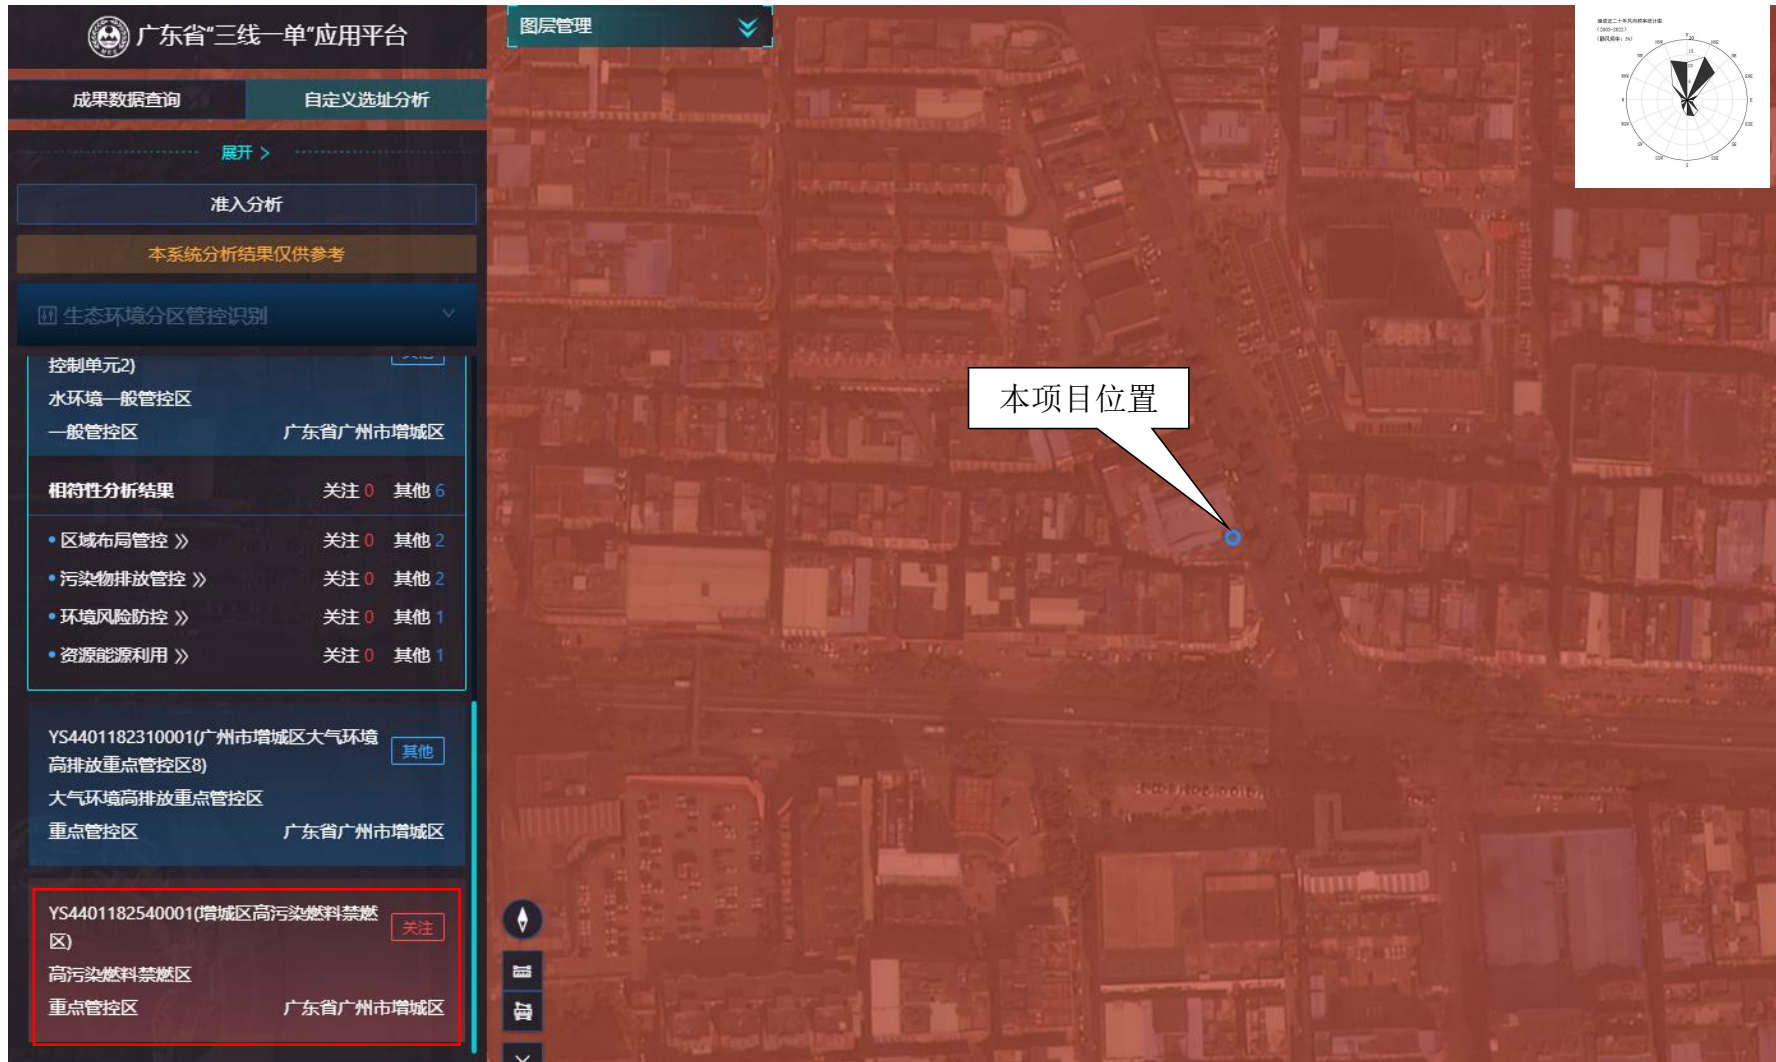 广东省"三线一单"应用平台
成果数据查询
自定义选址分析
展开 >
准入分析
本系统分析结果仅供参考
生态环境分区管控识别
控制单元2)
水环境一般管控区
一般管控区 广东省广州市增城区
相符性分析结果 关注 0 其他 6
• 区域布局管控 » 关注 0 其他 2
• 污染物排放管控 » 关注 0 其他 2
• 环境风险防控 » 关注 0 其他 1
• 资源能源利用 » 关注 0 其他 1
YS4401182310001(广州市增城区大气环境
高排放重点管控区8)
其他
大气环境高排放重点管控区
重点管控区 广东省广州市增城区
YS4401182540001(增城区高污染燃料禁燃
区)
关注
高污染燃料禁燃区
重点管控区 广东省广州市增城区
图层管理
本项目位置
(2003-2022)